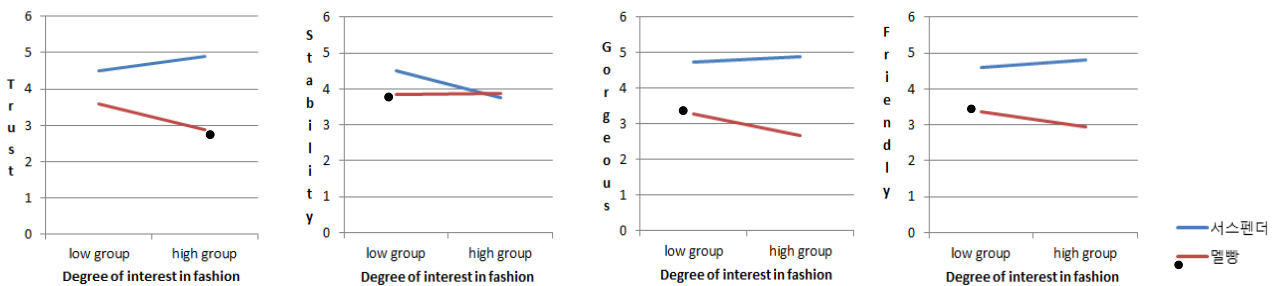 6
5
4
3
2
1
0
Trust
low group
high group
Degree of interest in fashion
6
5
4
3
2
1
0
Stability
low group
high group
Degree of interest in fashion
6
5
4
3
2
1
0
Gorgeous
low group
high group
Degree of interest in fashion
6
5
4
3
2
1
0
Friendly
low group
high group
Degree of interest in fashion
서스펜더
멜빵